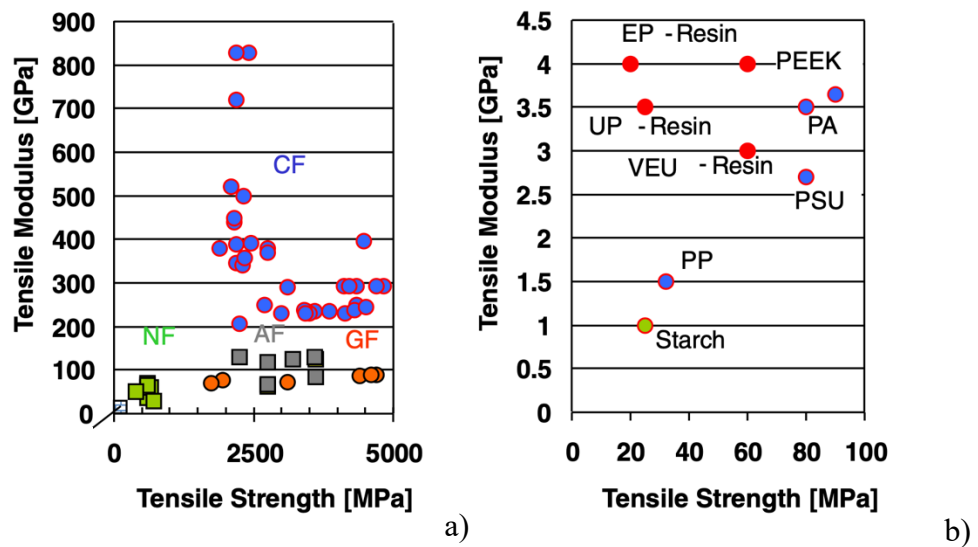 900
800
700
600
500
400
300
200
100
0
Tensile Modulus [GPa]
CF
NF
AF
GF
0
2500
5000
Tensile Strength [MPa]
a)
4.5
4
3.5
3
2.5
2
1.5
1
0.5
0
Tensile Modulus [GPa]
EP - Resin
PEEK
UP - Resin
PA
VEU - Resin
PSU
PP
Starch
0 20 40 60 80 100
Tensile Strength [MPa]
b)